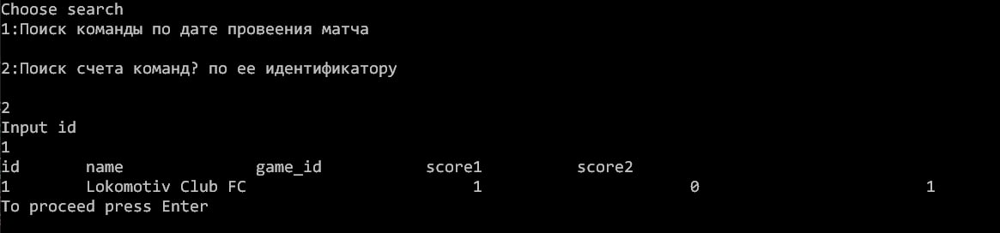 Choose search
1:Поиск команды по дате провеения матча
2:Поиск счета команд? по ее идентификатору
2
Input id
1
id name game_id score1 score2
1 Lokomotiv Club FC 1 0 1
To proceed press Enter